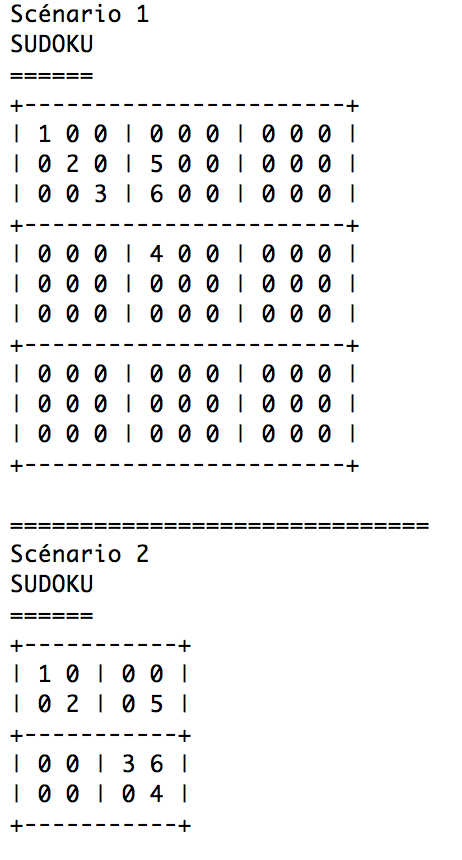 Scénario 1
SUDOKU
======
+-----------------------+
| 1 0 0 | 0 0 0 | 0 0 0 |
| 0 2 0 | 5 0 0 | 0 0 0 |
| 0 0 3 | 6 0 0 | 0 0 0 |
+-----------------------+
| 0 0 0 | 4 0 0 | 0 0 0 |
| 0 0 0 | 0 0 0 | 0 0 0 |
| 0 0 0 | 0 0 0 | 0 0 0 |
+-----------------------+
| 0 0 0 | 0 0 0 | 0 0 0 |
| 0 0 0 | 0 0 0 | 0 0 0 |
| 0 0 0 | 0 0 0 | 0 0 0 |
+-----------------------+
==============================
Scénario 2
SUDOKU
======
+-----------+
| 1 0 | 0 0 |
| 0 2 | 0 5 |
+-----------+
| 0 0 | 3 6 |
| 0 0 | 0 4 |
+-----------+